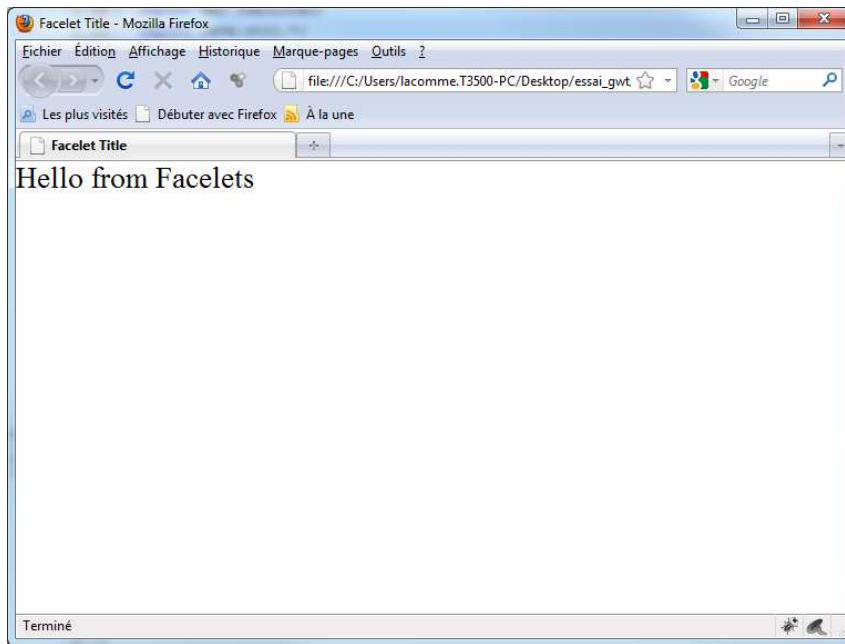 Facelet Title - Mozilla Firefox
Fichier Édition Affichage Historique Marque-pages Outils ?
file:///C:/Users/lacomme.T3500-PC/Desktop/essai_gwt
Google
Les plus visités Débuter avec Firefox À la une
Facelet Title
Hello from Facelets
Terminé